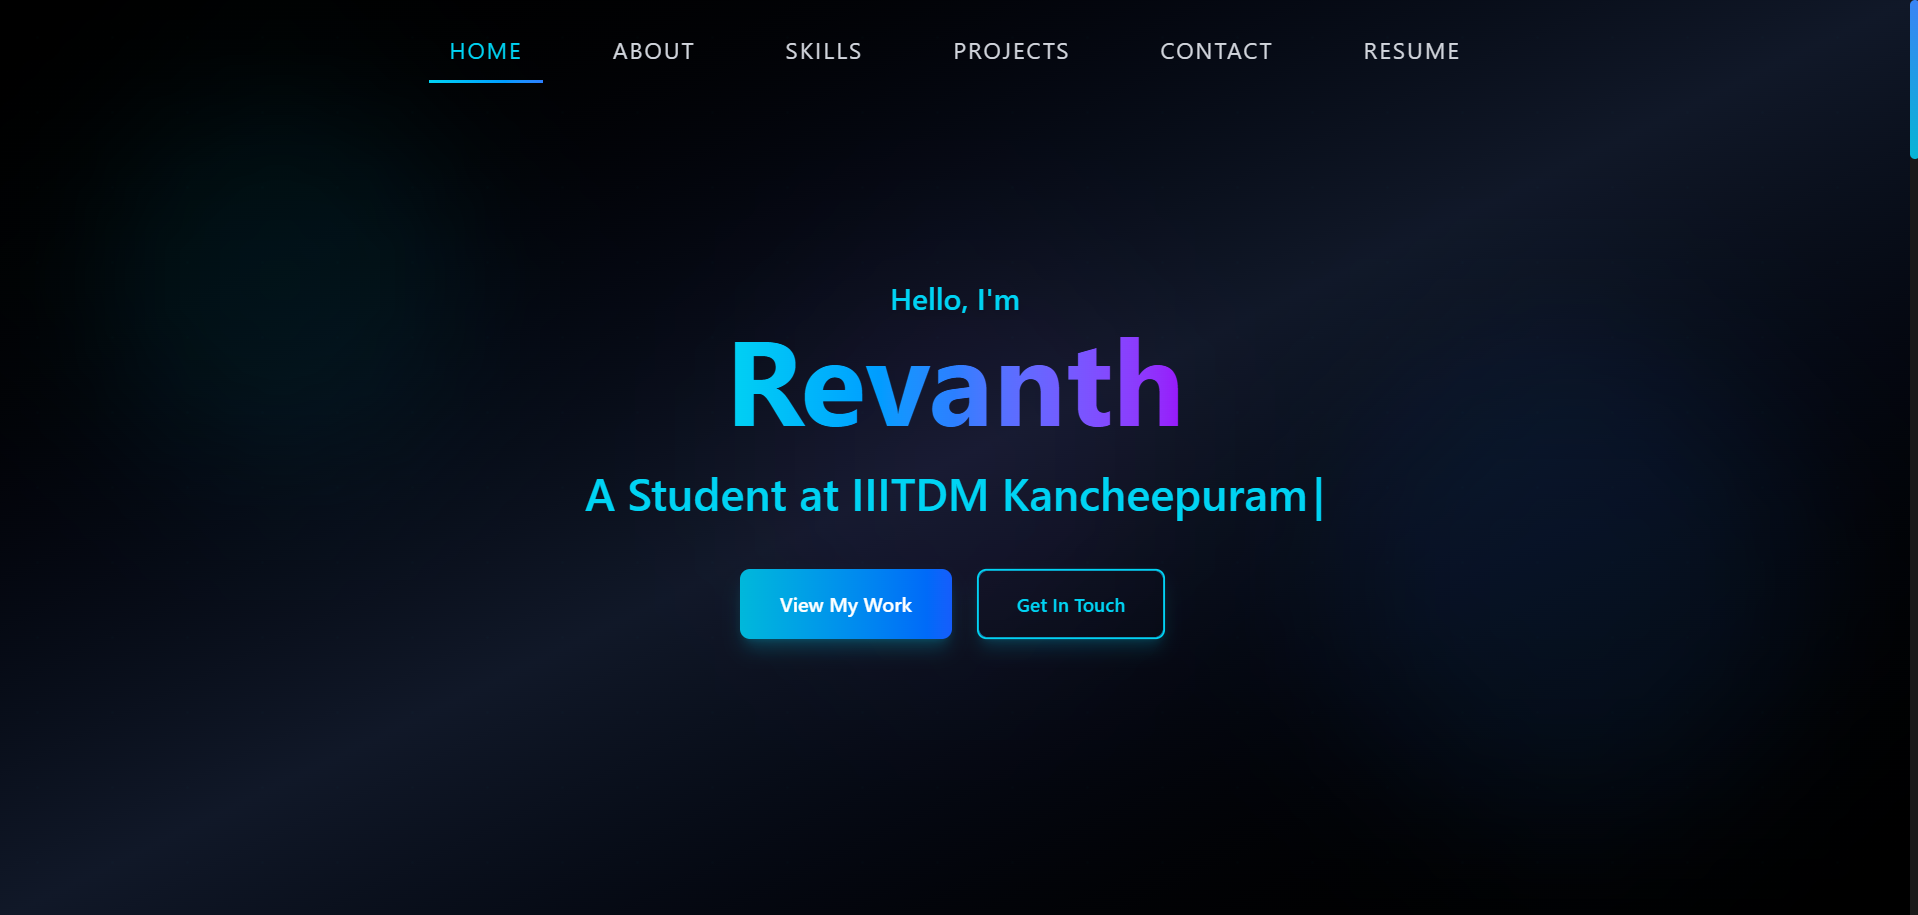 HOME ABOUT SKILLS PROJECTS CONTACT RESUME
Hello, I'm
Revanth
A Student at IIITDM Kancheepuram|
View My Work Get In Touch